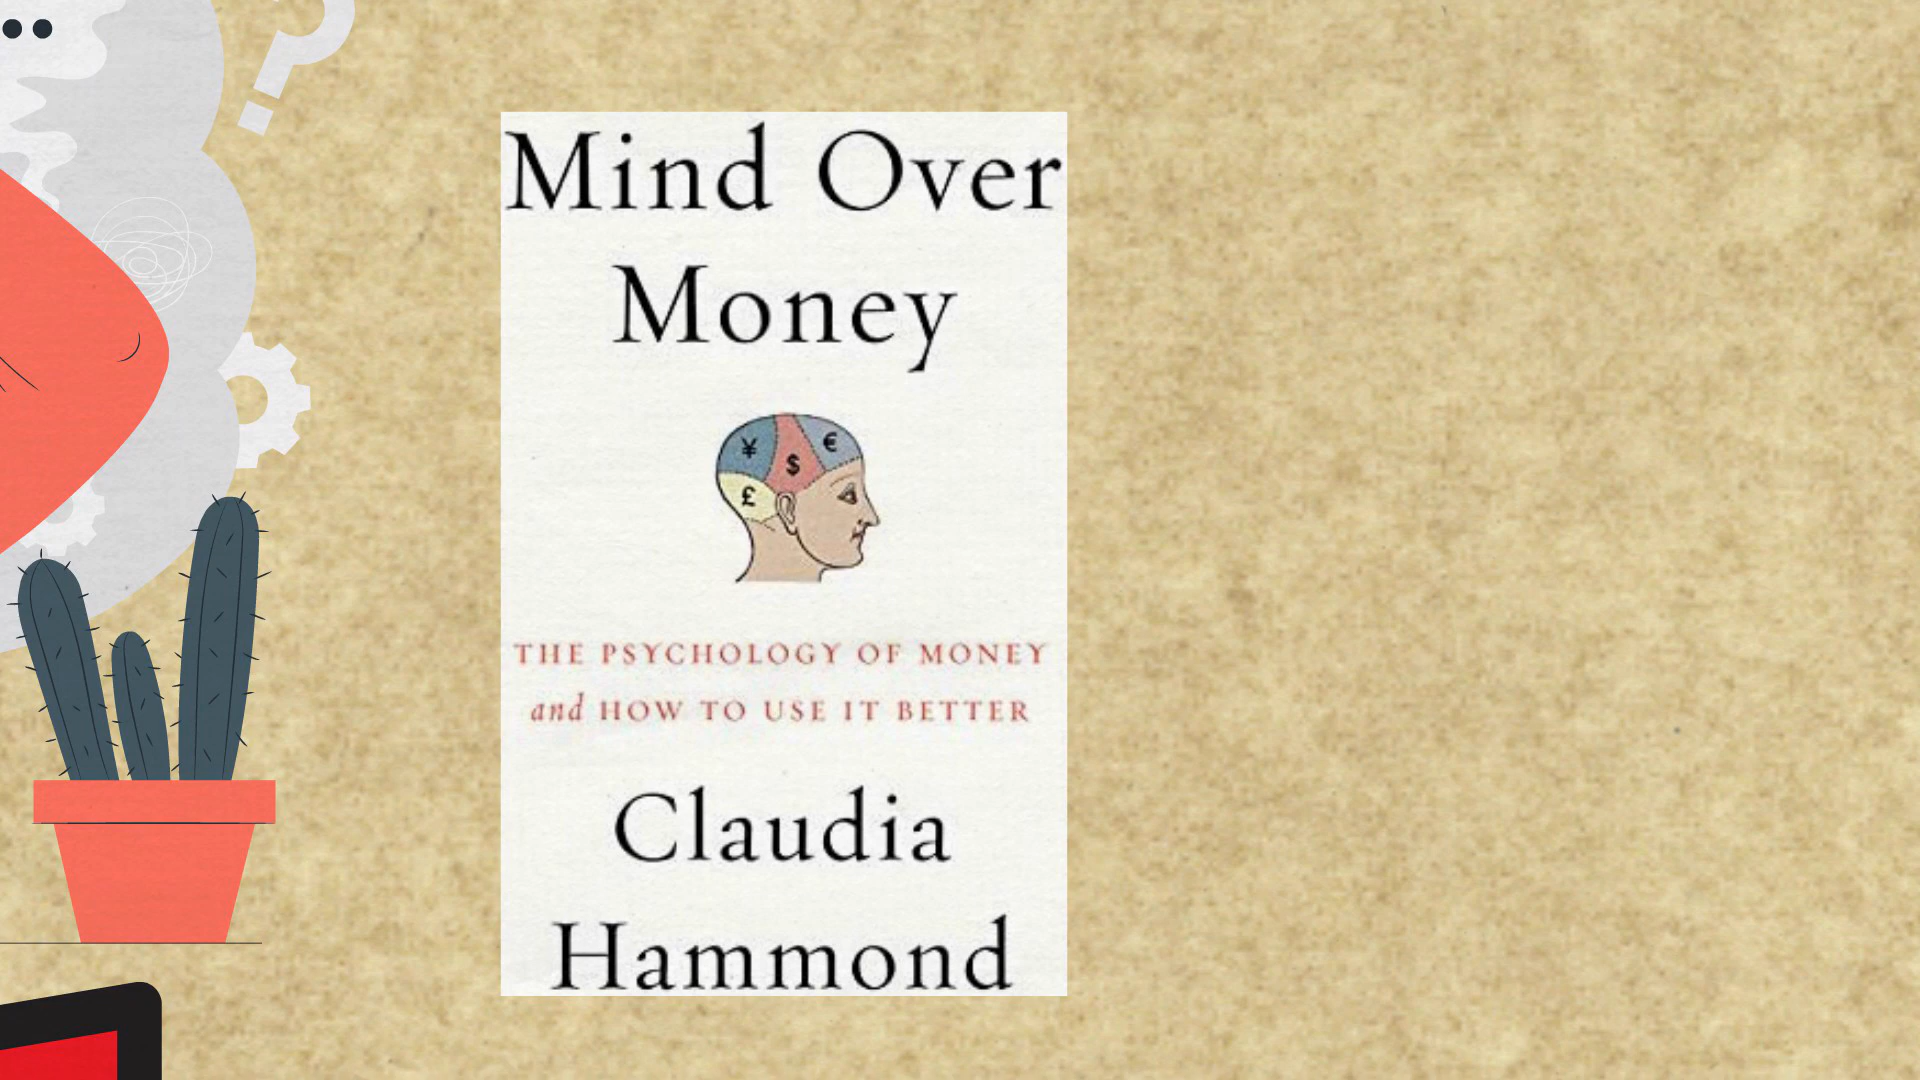 Mind Over
Money
¥ $ €
£
THE PSYCHOLOGY OF MONEY
and HOW TO USE IT BETTER
Claudia
Hammond
?